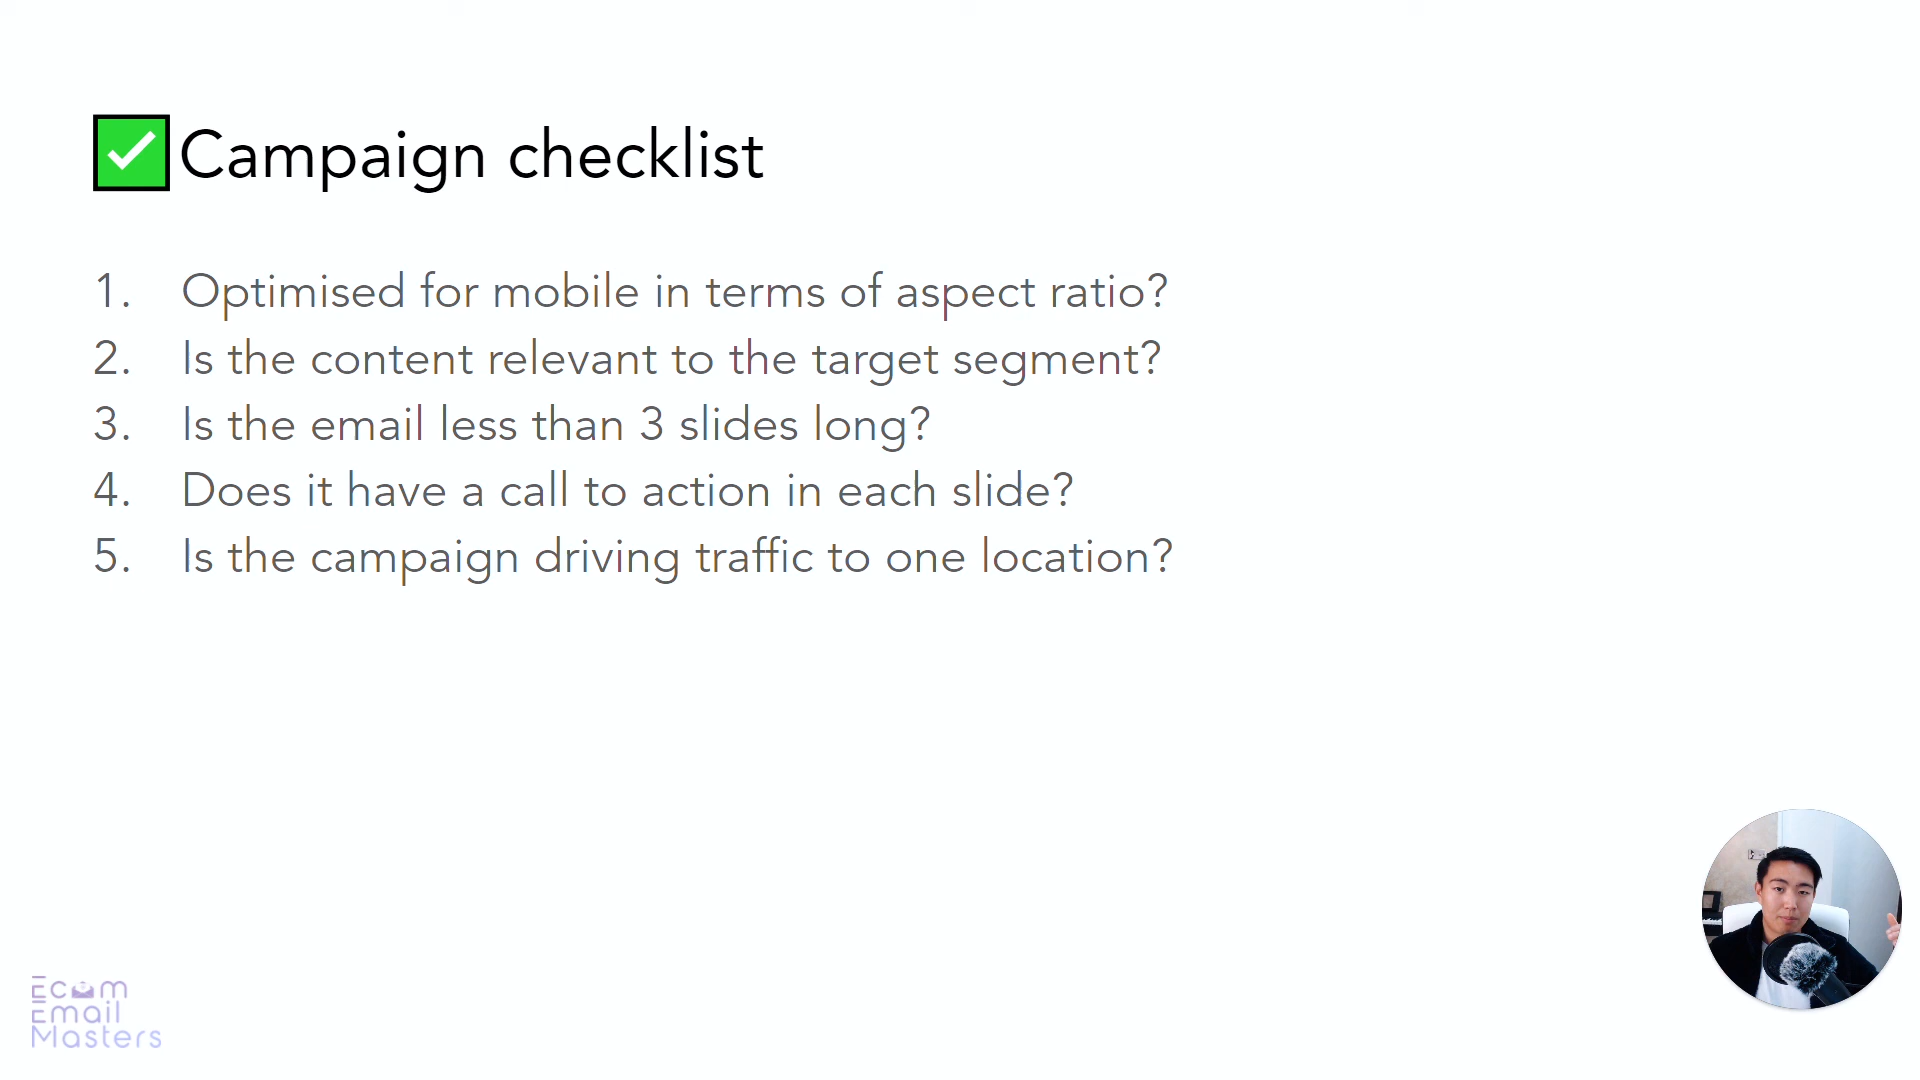 ✅Campaign checklist
1. Optimised for mobile in terms of aspect ratio?
2. Is the content relevant to the target segment?
3. Is the email less than 3 slides long?
4. Does it have a call to action in each slide?
5. Is the campaign driving traffic to one location?
Ecom
Email
Masters